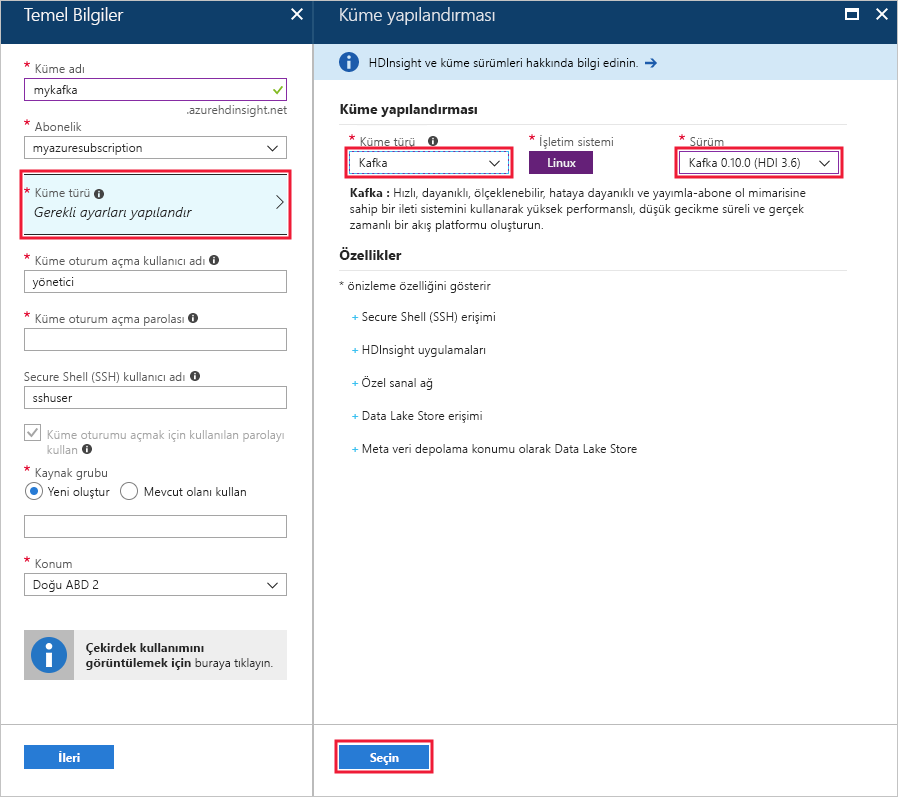 Temel Bilgiler
* Küme adı
mykafka
.azurehdinsight.net
* Abonelik
myazuresubscription
* Küme türü
Gerekli ayarları yapılandır
* Küme oturum açma kullanıcı adı
yönetici
* Küme oturum açma parolası
Secure Shell (SSH) kullanıcı adı
sshuser
Küme oturumu açmak için kullanılan parolayı
kullan
* Kaynak grubu
Yeni oluştur Mevcut olanı kullan
* Konum
Doğu ABD 2
Çekirdek kullanımını
görüntülemek için buraya tıklayın.
İleri
Küme yapılandırması
HDInsight ve küme sürümleri hakkında bilgi edinin.
Küme yapılandırması
* Küme türü * İşletim sistemi * Sürüm
Kafka Linux Kafka 0.10.0 (HDI 3.6)
Kafka : Hızlı, dayanıklı, ölçeklenebilir, hataya dayanıklı ve yayımla-abone ol mimarisine
sahip bir ileti sistemini kullanarak yüksek performanslı, düşük gecikme süreli ve gerçek
zamanlı bir akış platformu oluşturun.
Özellikler
* önizleme özelliğini gösterir
+ Secure Shell (SSH) erişimi
+ HDInsight uygulamaları
+ Özel sanal ağ
+ Data Lake Store erişimi
+ Meta veri depolama konumu olarak Data Lake Store
Seçin